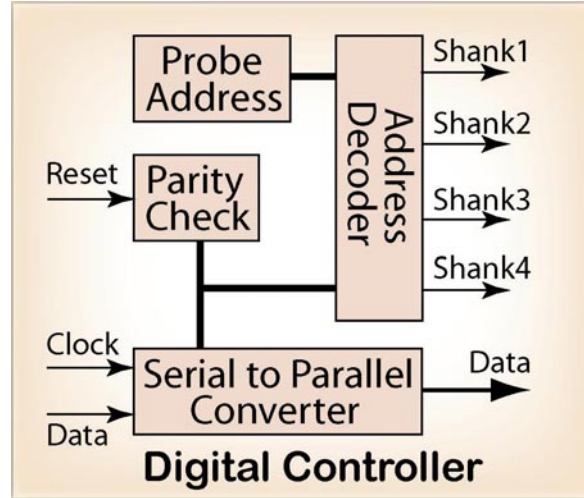 Probe
Address
Address
Decoder
Shank1
Shank2
Shank3
Shank4
Reset
Parity
Check
Clock
Data
Serial to Parallel
Converter
Data
Digital Controller